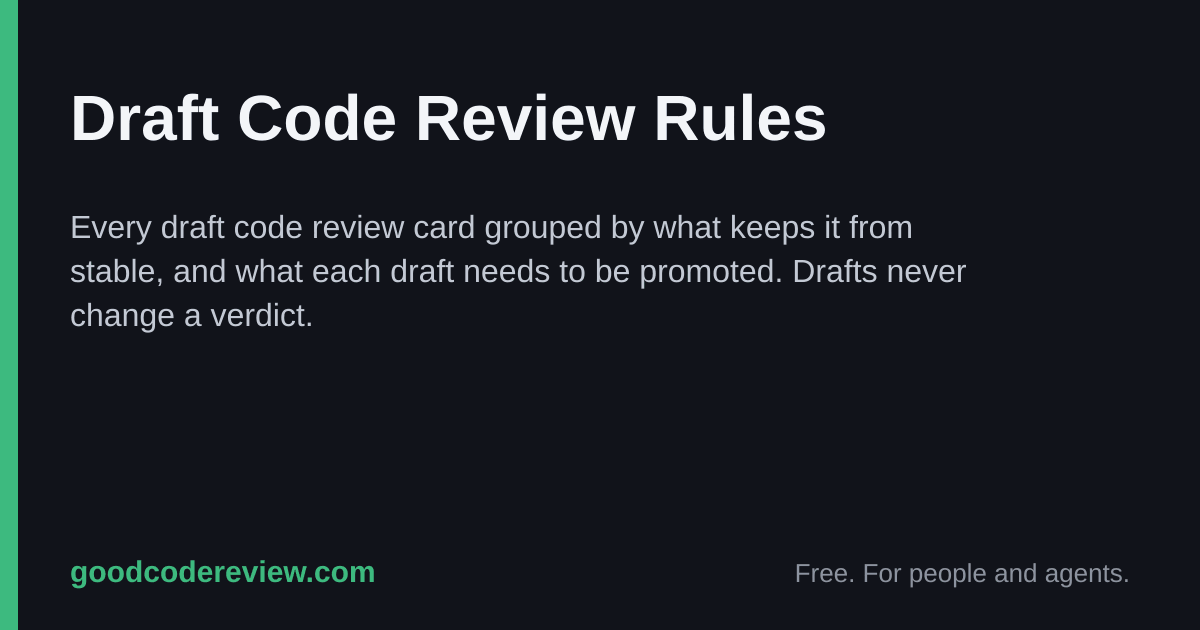 Draft Code Review Rules
Every draft code review card grouped by what keeps it from
stable, and what each draft needs to be promoted. Drafts never
change a verdict.
goodcodereview.com
Free. For people and agents.